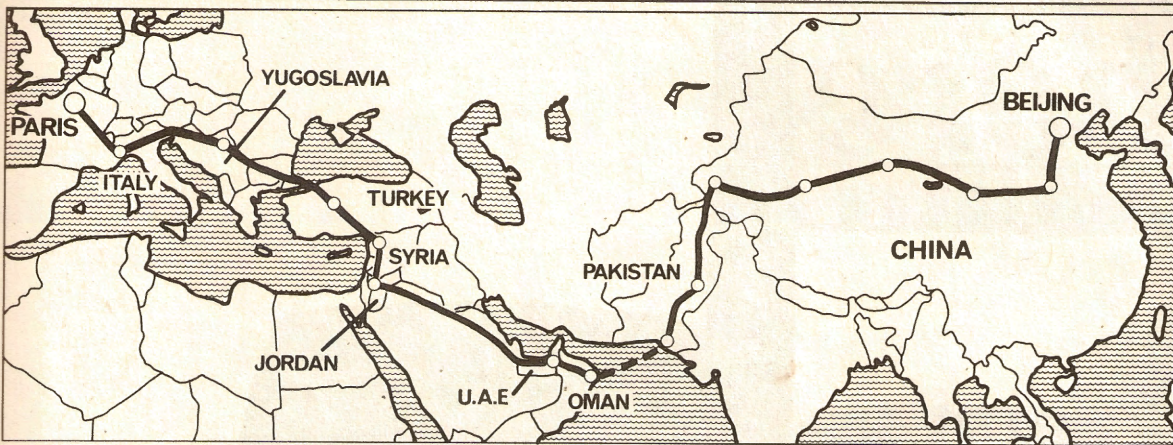 YUGOSLAVIA
BEIJING
PARIS
ITALY
TURKEY
SYRIA
CHINA
PAKISTAN
JORDAN
U.A.E
OMAN